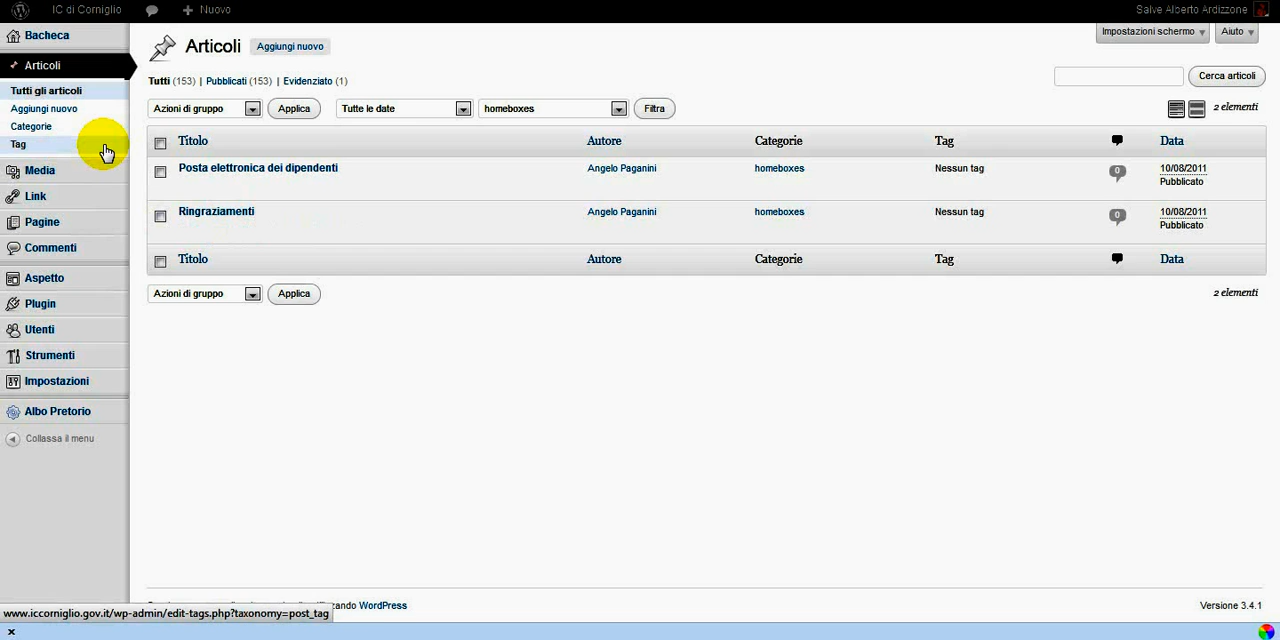 IC di Corniglio + Nuovo Salve Alberto Ardizzone
Bacheca
Articoli
Tutti gli articoli
Aggiungi nuovo
Categorie
Tag
Media
Link
Pagine
Commenti
Aspetto
Plugin
Utenti
Strumenti
Impostazioni
Albo Pretorio
Collassa il menu
Impostazioni schermo Aiuto
Articoli Aggiungi nuovo
Tutti (153) | Pubblicati (153) | Evidenziato (1)
Cerca articoli
Azioni di gruppo Applica Tutte le date homeboxes Filtra
2 elementi
Titolo Autore Categorie Tag Data
Posta elettronica dei dipendenti Angelo Paganini homeboxes Nessun tag 0 10/08/2011
Pubblicato
Ringraziamenti Angelo Paganini homeboxes Nessun tag 0 10/08/2011
Pubblicato
Titolo Autore Categorie Tag Data
Azioni di gruppo Applica 2 elementi
zando WordPress Versione 3.4.1
www.iccorniglio.gov.it/wp-admin/edit-tags.php?taxonomy=post_tag
x